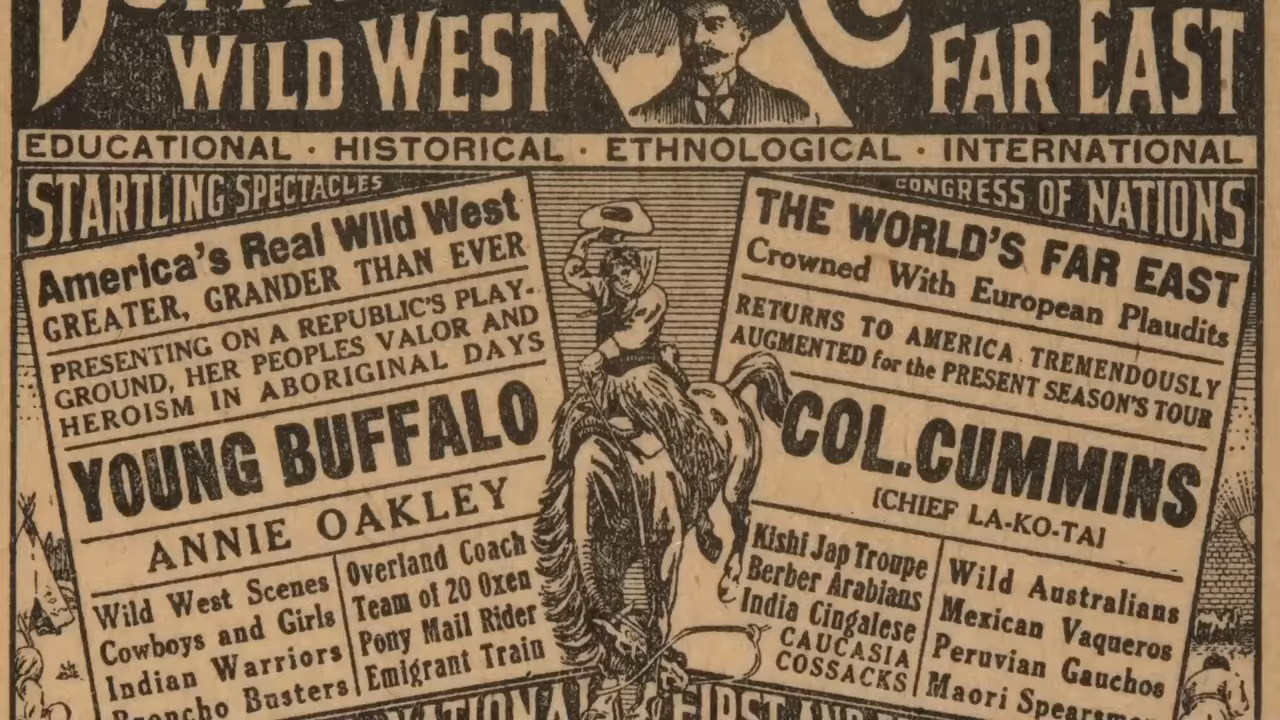 WILD WEST
FAR EAST
EDUCATIONAL · HISTORICAL · ETHNOLOGICAL · INTERNATIONAL
STARTLING SPECTACLES
America's Real Wild West
GREATER, GRANDER THAN EVER
PRESENTING ON A REPUBLIC'S PLAY-
GROUND, HER PEOPLES VALOR AND
HEROISM IN ABORIGINAL DAYS
YOUNG BUFFALO
ANNIE OAKLEY
Wild West Scenes
Cowboys and Girls
Indian Warriors
Broncho Busters
Overland Coach
Team of 20 Oxen
Pony Mail Rider
Emigrant Train
CONGRESS OF NATIONS
THE WORLD'S FAR EAST
Crowned With European Plaudits
RETURNS TO AMERICA TREMENDOUSLY
AUGMENTED for the PRESENT SEASON'S TOUR
COL. CUMMINS
[CHIEF LA-KO-TA]
Kishi Jap Troupe
Berber Arabians
India Cingalese
CAUCASIA
COSSACKS
Wild Australians
Mexican Vaqueros
Peruvian Gauchos
Maori